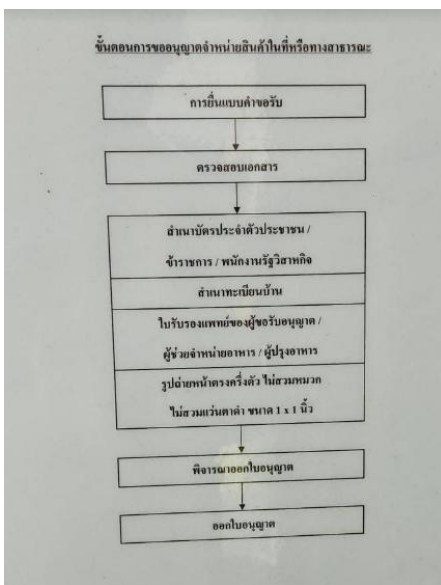 ขั้นตอนการขออนุญาตจำหน่ายสินค้าในที่หรือทางสาธารณะ
การยื่นแบบคำขอรับ
ตรวจสอบเอกสาร
สำเนาบัตรประจำตัวประชาชน /
ข้าราชการ / พนักงานรัฐวิสาหกิจ
สำเนาทะเบียนบ้าน
ใบรับรองแพทย์ของผู้ขอรับอนุญาต /
ผู้ช่วยจำหน่ายอาหาร / ผู้ปรุงอาหาร
รูปถ่ายหน้าตรงครึ่งตัว ไม่สวมหมวก
ไม่สวมแว่นตาดำ ขนาด 1 x 1 นิ้ว
พิจารณาออกใบอนุญาต
ออกใบอนุญาต